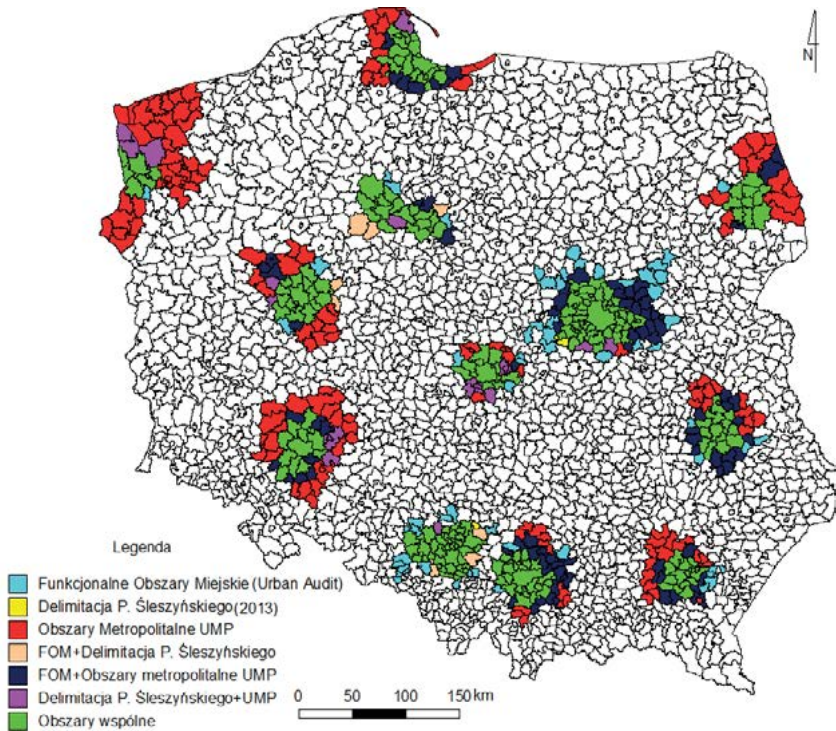 N
Legenda
Funkcjonalne Obszary Miejskie (Urban Audit)
Delimitacja P. Śleszyńskiego (2013)
Obszary Metropolitalne UMP
FOM+Delimitacja P. Śleszyńskiego
FOM+Obszary metropolitalne UMP
Delimitacja P. Śleszyńskiego+UMP
Obszary wspólne
0 50 100 150 km